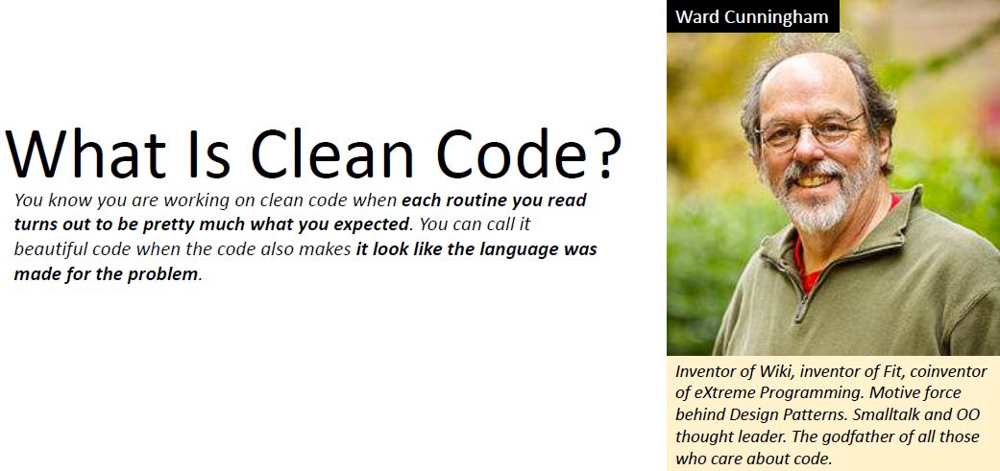 Ward Cunningham
What Is Clean Code?
You know you are working on clean code when each routine you read
turns out to be pretty much what you expected. You can call it
beautiful code when the code also makes it look like the language was
made for the problem.
Inventor of Wiki, inventor of Fit, coinventor
of eXtreme Programming. Motive force
behind Design Patterns. Smalltalk and OO
thought leader. The godfather of all those
who care about code.